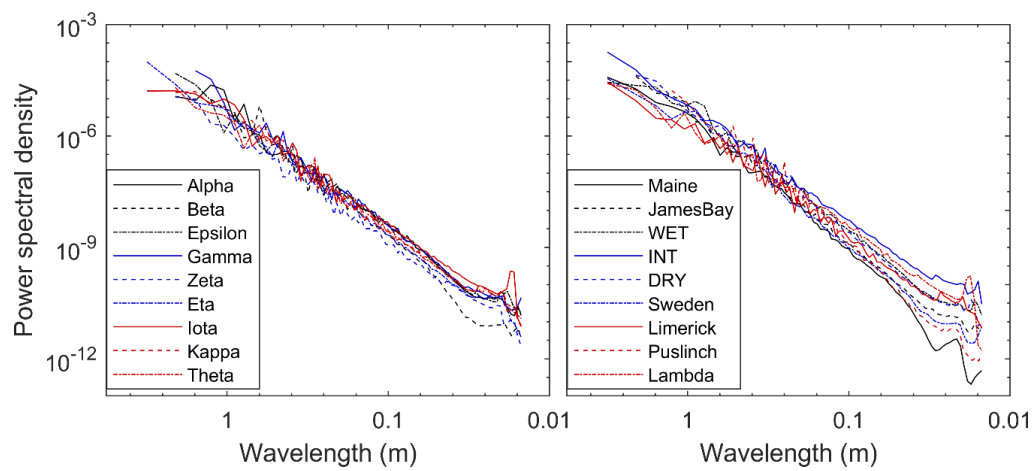 10^-3
10^-6
10^-9
10^-12
Power spectral density
Alpha
Beta
Epsilon
Gamma
Zeta
Eta
Iota
Kappa
Theta
1
0.1
0.01
Wavelength (m)
Maine
JamesBay
WET
INT
DRY
Sweden
Limerick
Puslinch
Lambda
1
0.1
0.01
Wavelength (m)